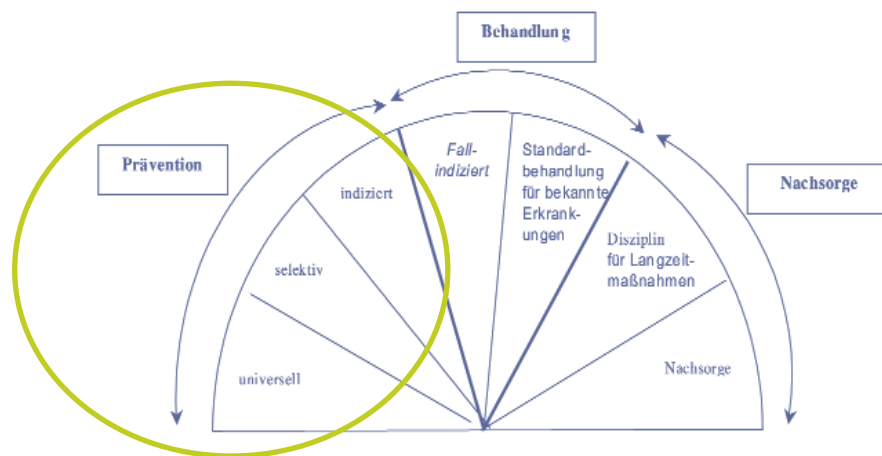 Behandlung
Prävention
Fall-
indiziert
Standard-
behandlung
für bekannte
Erkrank-
ungen
indiziert
Nachsorge
Disziplin
für Langzeit-
maßnahmen
selektiv
universell
Nachsorge